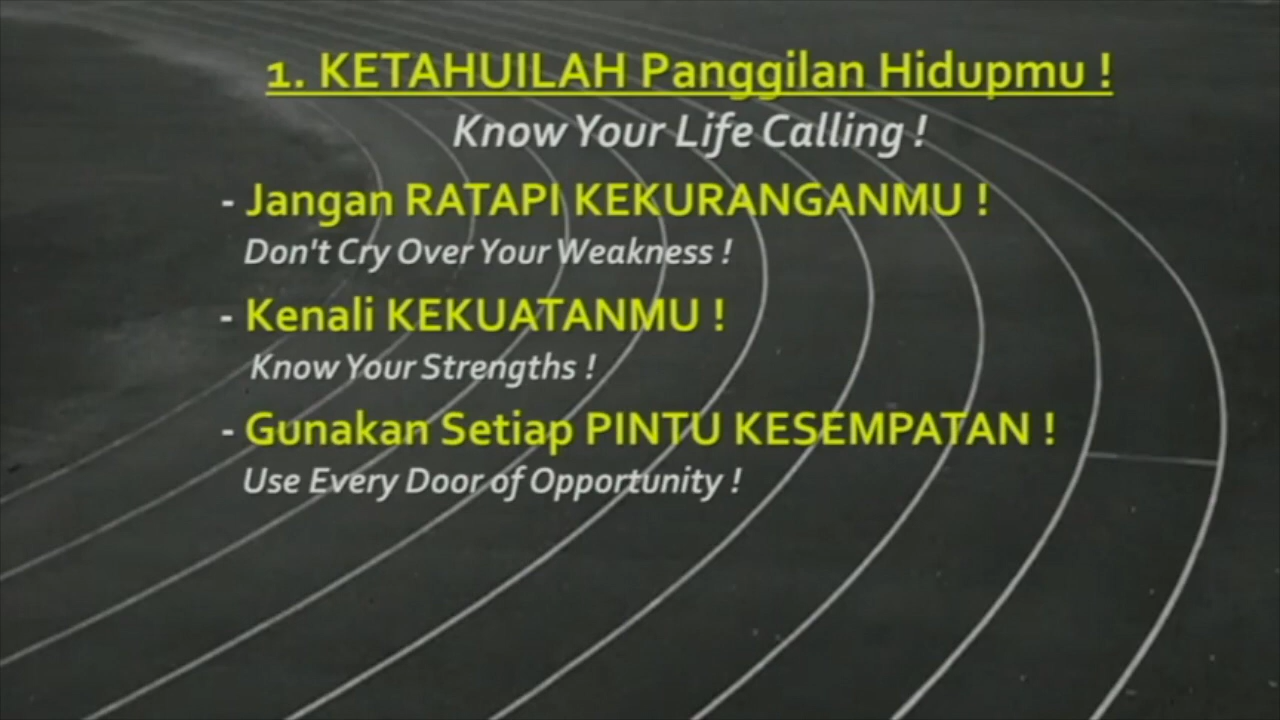 1. KETAHUILAH Panggilan Hidupmu !
Know Your Life Calling !
- Jangan RATAPI KEKURANGANMU !
Don't Cry Over Your Weakness !
- Kenali KEKUATANMU !
Know Your Strengths !
- Gunakan Setiap PINTU KESEMPATAN !
Use Every Door of Opportunity !